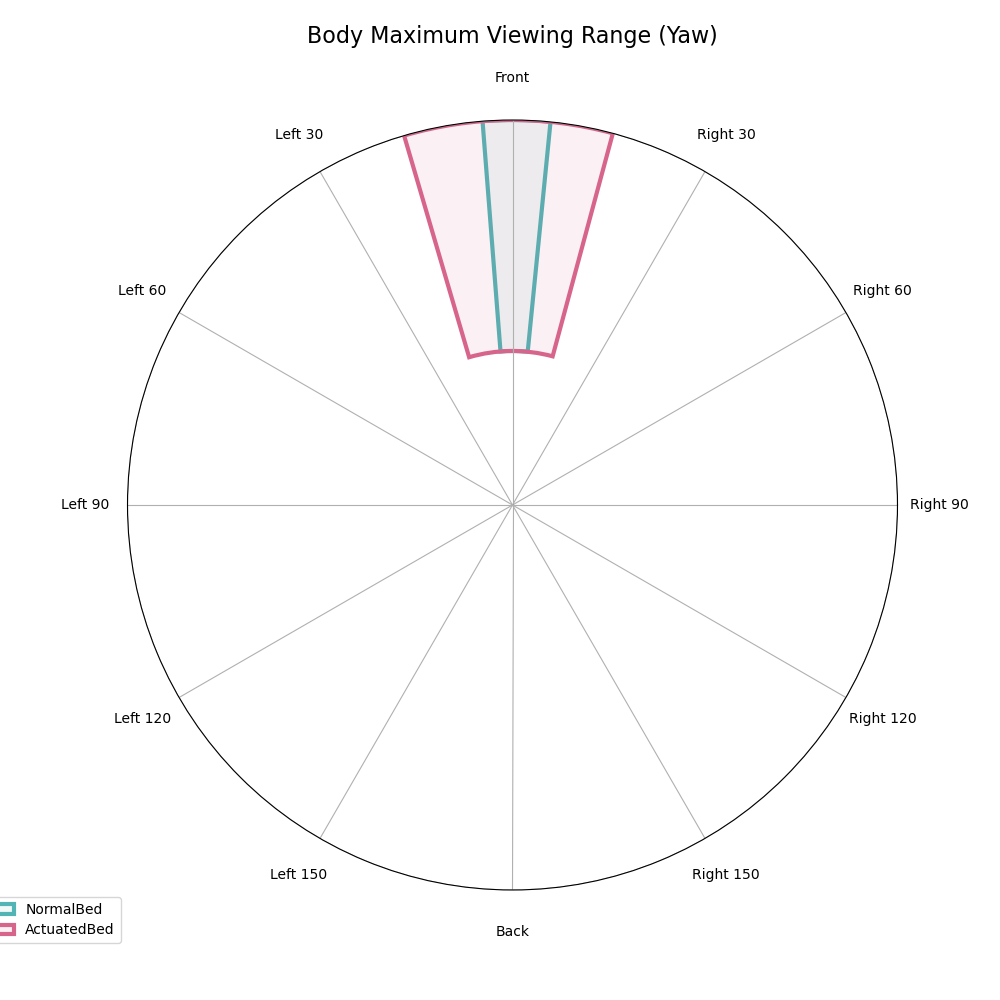 Body Maximum Viewing Range (Yaw)
Front
Left 30
Right 30
Left 60
Right 60
Left 90
Right 90
Left 120
Right 120
Left 150
Right 150
Back
NormalBed
ActuatedBed